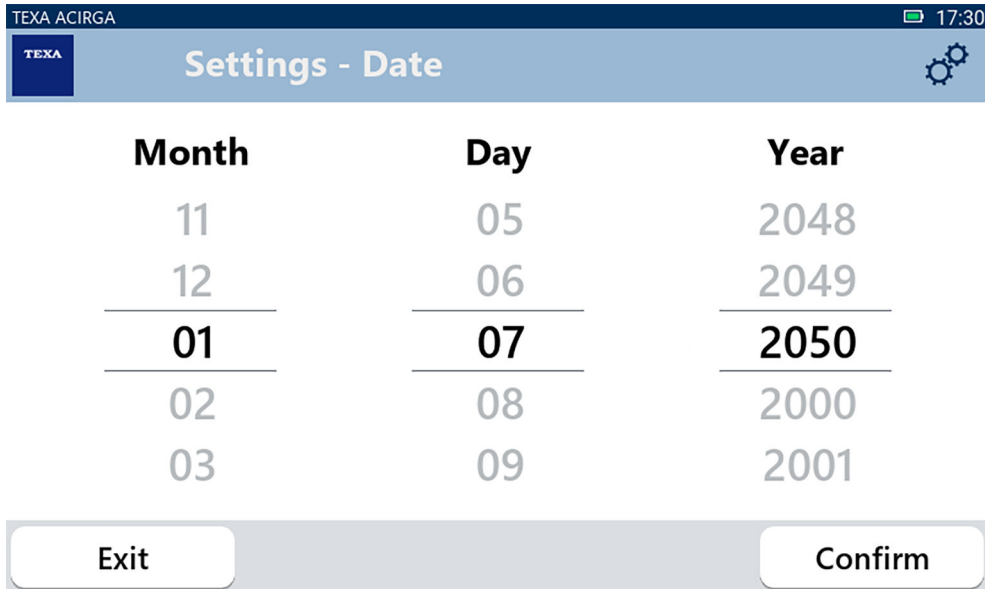 TEXA ACIRGA 17:30
TEXA Settings - Date
Month Day Year
11 05 2048
12 06 2049
01 07 2050
02 08 2000
03 09 2001
Exit Confirm